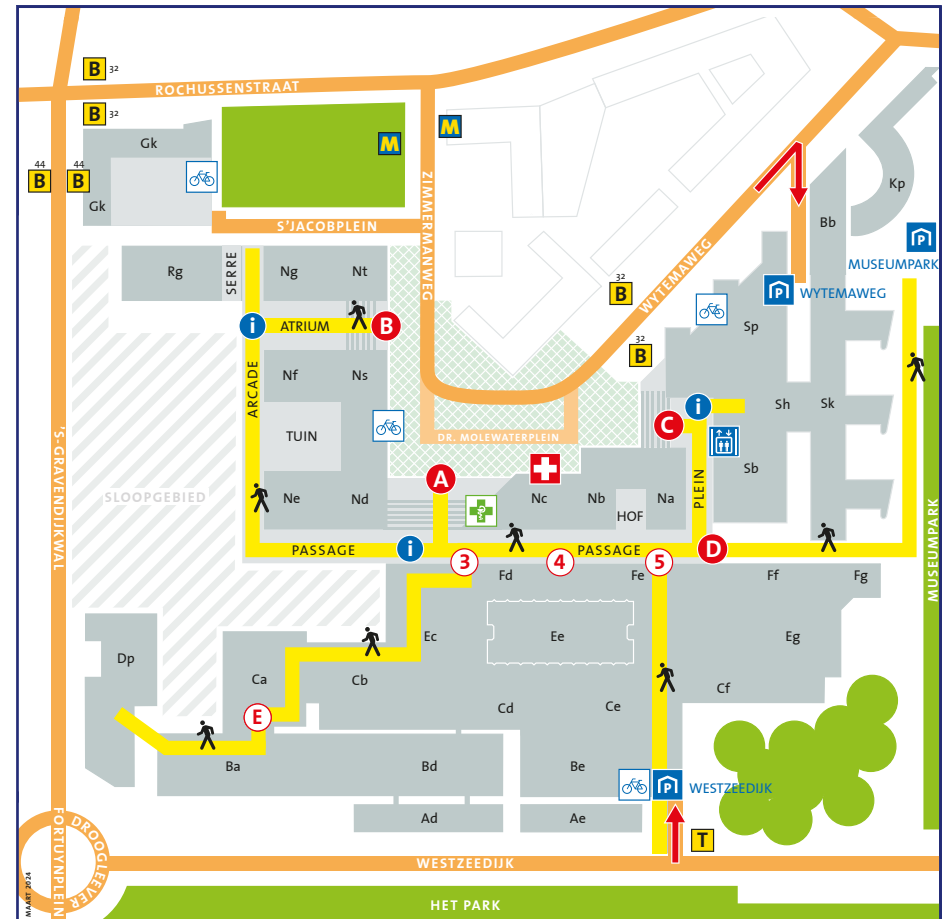 B 32
ROCHUSSENSTRAAT
B 32
M
M
Gk
44
B
44
B
Gk
Kp
ZIMMERMANWEG
S'JACOBPLEIN
Bb
P
MUSEUMPARK
SERRE
Rg
Ng
Nt
WYTEMAWEG
32
B
P
WYTEMAWEG
i
ATRIUM
B
Sp
32
B
ARCADE
Nf
Ns
i
Sh
Sk
C
TUIN
DR. MOLEWATERPLEIN
'S-GRAVENDIJKWAL
Sb
A
PLEIN
SLOOPGEBIED
Ne
Nd
Nc
Nb
Na
HOF
PASSAGE
i
PASSAGE
D
3
4
5
MUSEUMPARK
Fd
Fe
Ff
Fg
Ec
Ee
Eg
Dp
Ca
Cb
Cf
Cd
Ce
E
Ba
Bd
Be
P
WESTZEEDIJK
Ad
Ae
T
DROOGLEEVER
FORTUYNPLEIN
WESTZEEDIJK
MAART 2024
HET PARK